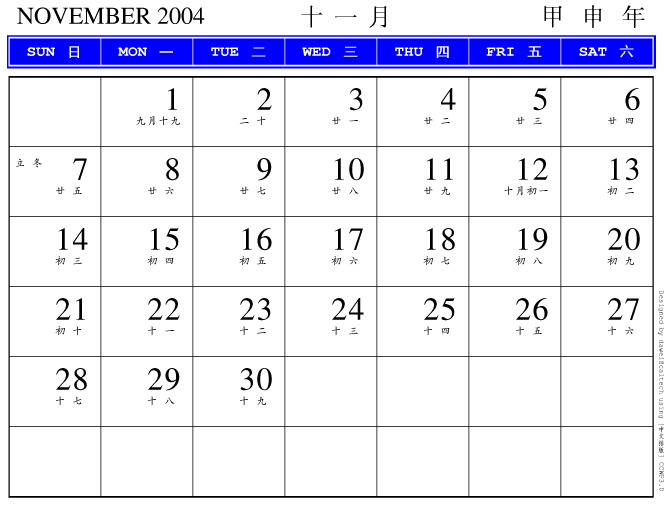 NOVEMBER 2004 十一月 甲申年
SUN 日 MON 一 TUE 二 WED 三 THU 四 FRI 五 SAT 六
1 2 3 4 5 6
九月十九 二十 廿一 廿二 廿三 廿四
立冬 7 8 9 10 11 12 13
廿五 廿六 廿七 廿八 廿九 十月初一 初二
14 15 16 17 18 19 20
初三 初四 初五 初六 初七 初八 初九
21 22 23 24 25 26 27
初十 十一 十二 十三 十四 十五 十六
28 29 30
十七 十八 十九
Designed by dawei@caltech using [中文排版] CCMP3.0